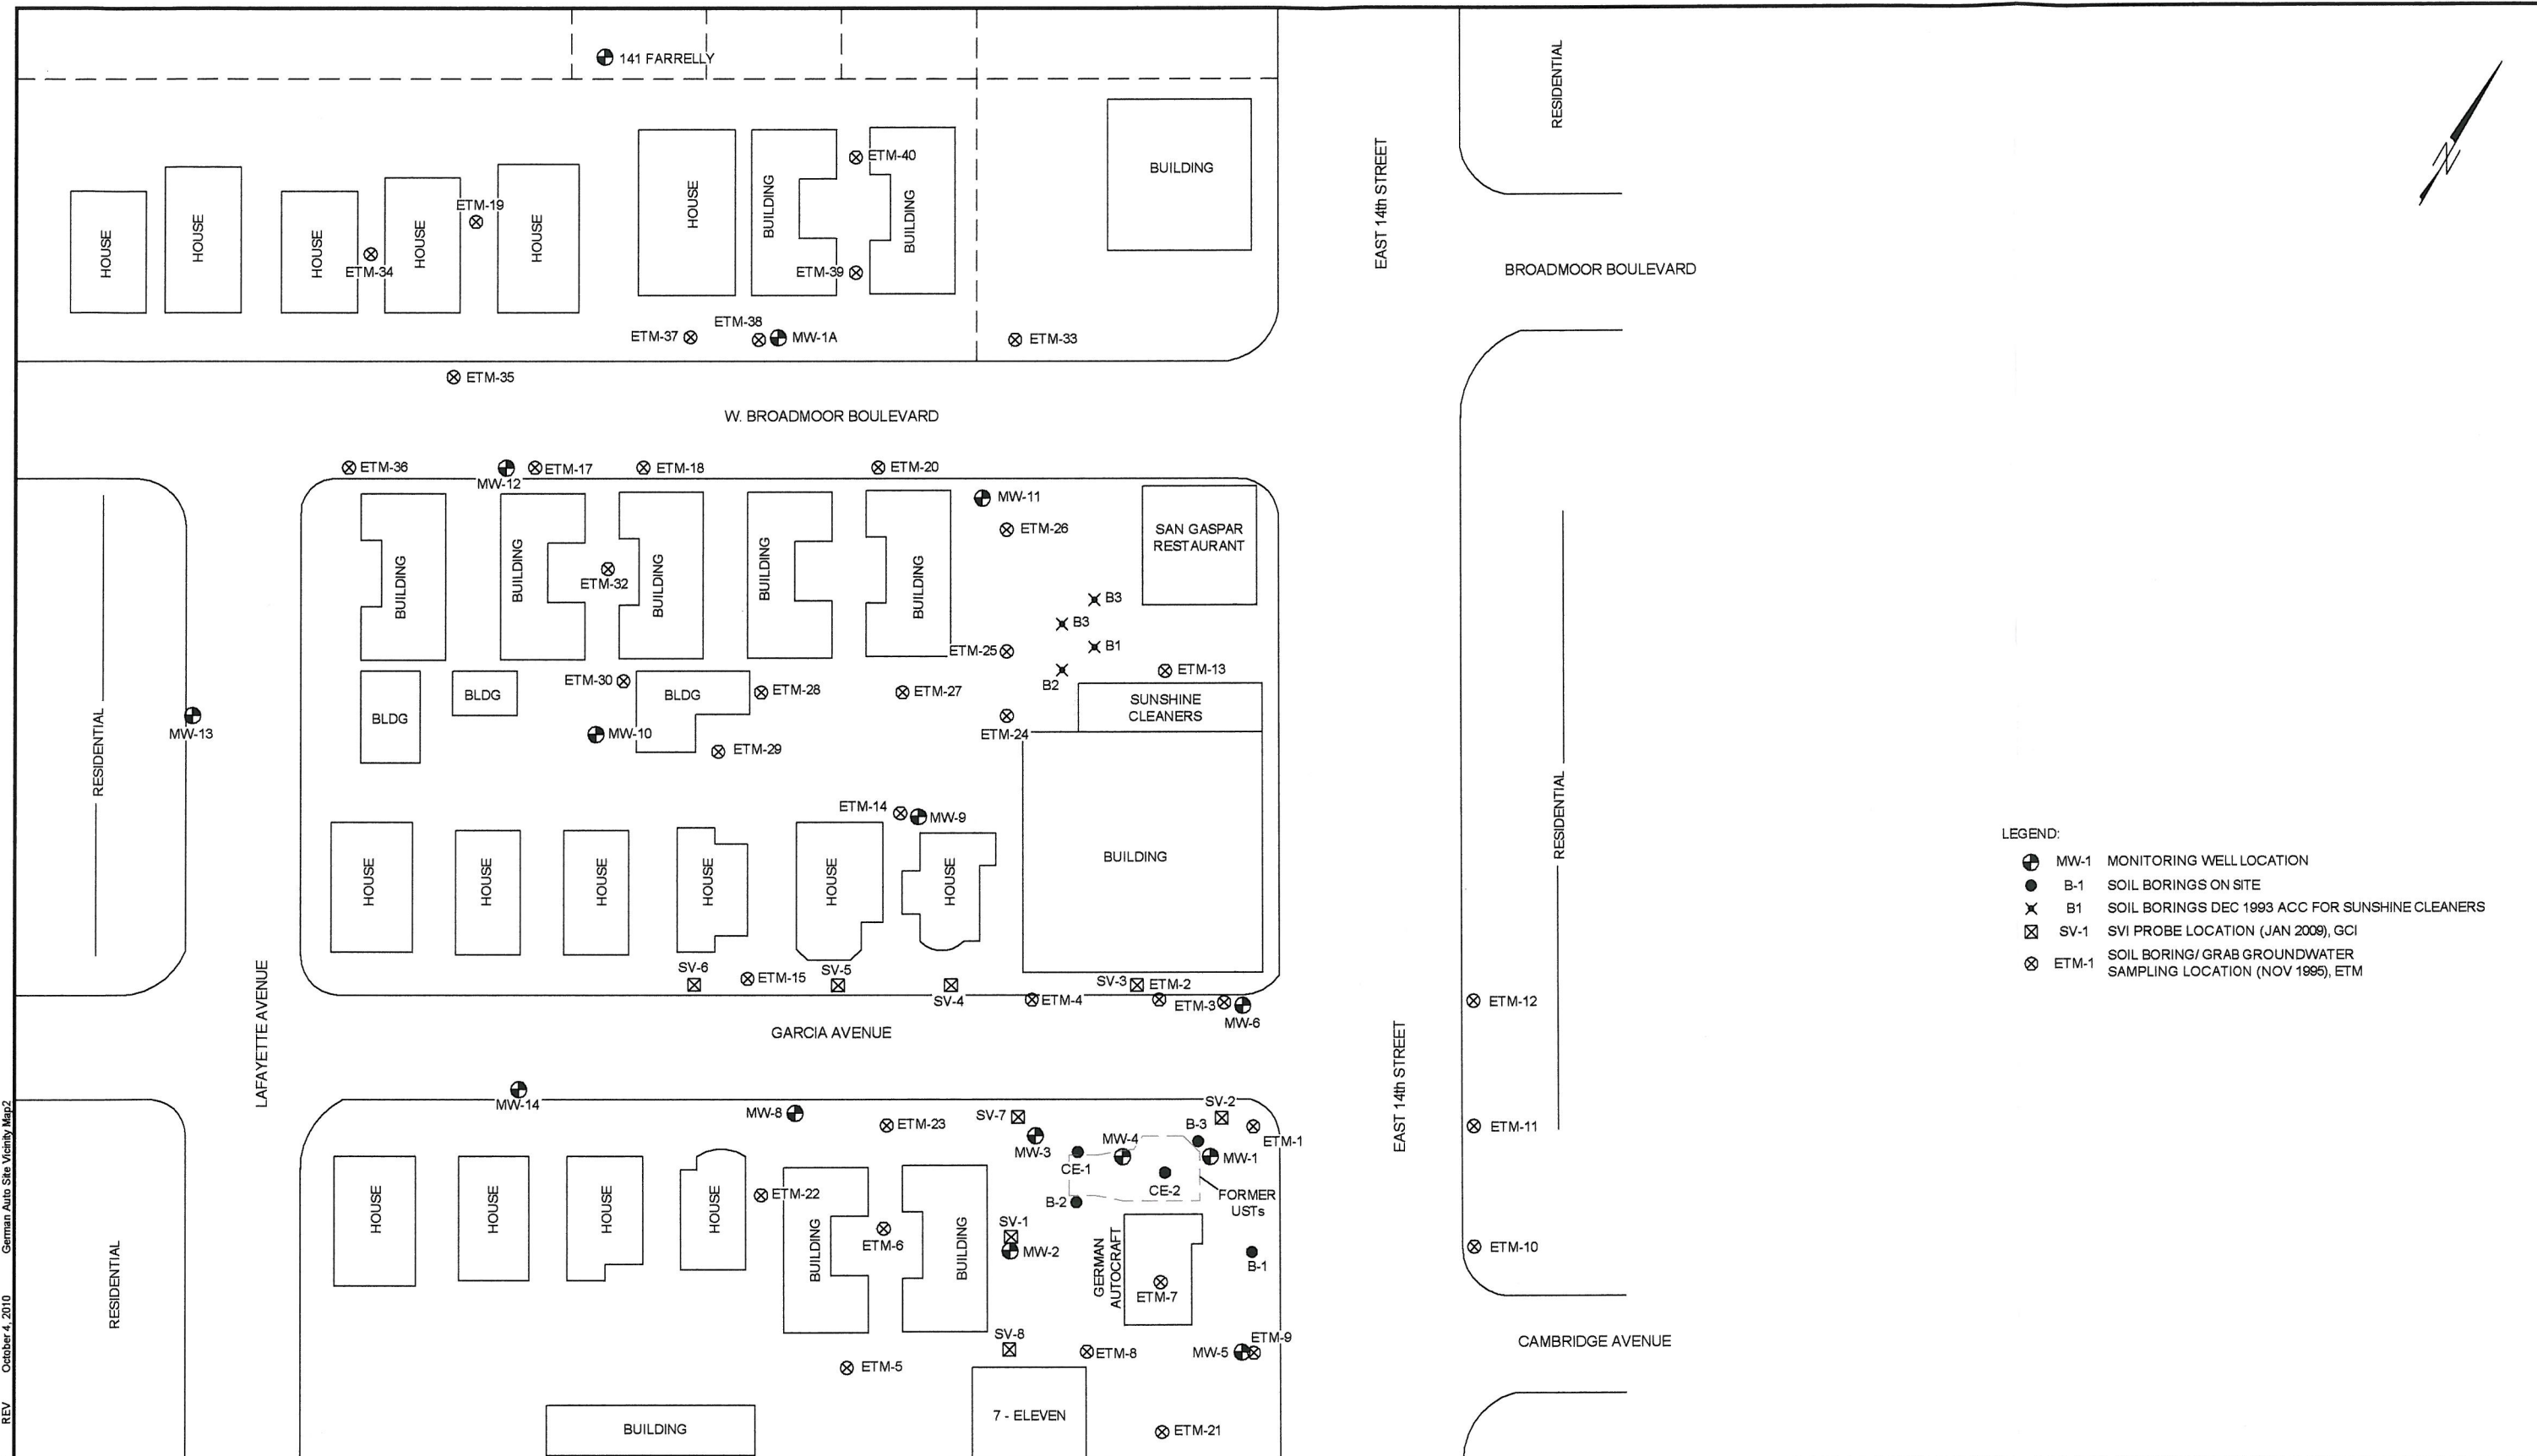 141 FARRELLY
RESIDENTIAL
N
ETM-40
BUILDING
ETM-19
HOUSE
HOUSE
HOUSE
HOUSE
HOUSE
HOUSE
BUILDING
BUILDING
EAST 14th STREET
ETM-34
ETM-39
BROADMOOR BOULEVARD
ETM-37
ETM-38
MW-1A
ETM-33
ETM-35
W. BROADMOOR BOULEVARD
ETM-36
MW-12
ETM-17
ETM-18
ETM-20
MW-11
ETM-26
SAN GASPAR
RESTAURANT
BUILDING
BUILDING
ETM-32
BUILDING
BUILDING
BUILDING
B3
B3
B1
ETM-25
B2
ETM-13
ETM-30
BLDG
BLDG
BLDG
ETM-28
ETM-27
SUNSHINE
CLEANERS
MW-13
RESIDENTIAL
MW-10
ETM-29
ETM-24
ETM-14
MW-9
BUILDING
RESIDENTIAL
HOUSE
HOUSE
HOUSE
HOUSE
HOUSE
HOUSE
LEGEND:
MW-1 MONITORING WELL LOCATION
B-1 SOIL BORINGS ON SITE
B1 SOIL BORINGS DEC 1993 ACC FOR SUNSHINE CLEANERS
SV-1 SVI PROBE LOCATION (JAN 2009), GCI
ETM-1 SOIL BORING/ GRAB GROUNDWATER
SAMPLING LOCATION (NOV 1995), ETM
SV-6
ETM-15
SV-5
SV-4
ETM-4
SV-3
ETM-2
ETM-3
MW-6
ETM-12
LAFAYETTE AVENUE
GARCIA AVENUE
EAST 14th STREET
MW-14
MW-8
ETM-23
SV-7
MW-3
SV-2
B-3
ETM-1
ETM-11
MW-4
CE-1
MW-1
CE-2
B-2
FORMER
USTs
RESIDENTIAL
HOUSE
HOUSE
HOUSE
HOUSE
ETM-22
BUILDING
ETM-6
BUILDING
SV-1
MW-2
GERMAN
AUTOCRAFT
ETM-7
B-1
ETM-10
SV-8
ETM-8
MW-5
ETM-9
CAMBRIDGE AVENUE
ETM-5
BUILDING
7 - ELEVEN
ETM-21
REV October 4, 2010 German Auto Site Vicinity Map2